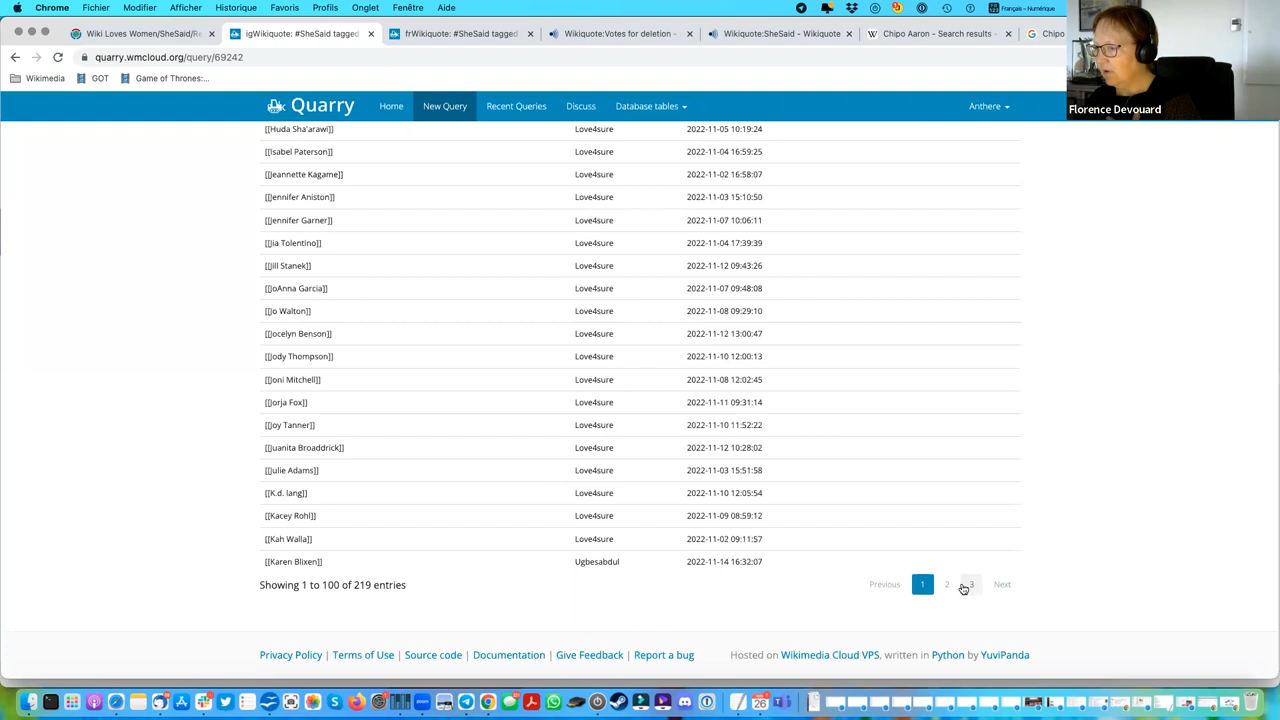 Chrome Fichier Modifier Afficher Historique Favoris Profils Onglet Fenêtre Aide Français – Numérique
Wiki Loves Women/SheSaid/Re igWikiquote: #SheSaid tagged frWikiquote: #SheSaid tagged Wikiquote:Votes for deletion - Wikiquote:SheSaid - Wikiquote Chipo Aaron - Search results - Chipo
quarry.wmcloud.org/query/69242
Wikimedia GOT Game of Thrones:...
Florence Devouard
Quarry Home New Query Recent Queries Discuss Database tables Anthere
[[Huda Sha'arawi]] Love4sure 2022-11-05 10:19:24
[[Isabel Paterson]] Love4sure 2022-11-04 16:59:25
[[Jeannette Kagame]] Love4sure 2022-11-02 16:58:07
[[Jennifer Aniston]] Love4sure 2022-11-03 15:10:50
[[Jennifer Garner]] Love4sure 2022-11-07 10:06:11
[[Jia Tolentino]] Love4sure 2022-11-04 17:39:39
[[Jill Stanek]] Love4sure 2022-11-12 09:43:26
[[JoAnna Garcia]] Love4sure 2022-11-07 09:48:08
[[Jo Walton]] Love4sure 2022-11-08 09:29:10
[[Jocelyn Benson]] Love4sure 2022-11-12 13:00:47
[[Jody Thompson]] Love4sure 2022-11-10 12:00:13
[[Joni Mitchell]] Love4sure 2022-11-08 12:02:45
[[Jorja Fox]] Love4sure 2022-11-11 09:31:14
[[Joy Tanner]] Love4sure 2022-11-10 11:52:22
[[Juanita Broaddrick]] Love4sure 2022-11-12 10:28:02
[[Julie Adams]] Love4sure 2022-11-03 15:51:58
[[K.d. lang]] Love4sure 2022-11-10 12:05:54
[[Kacey Rohl]] Love4sure 2022-11-09 08:59:12
[[Kah Walla]] Love4sure 2022-11-02 09:11:57
[[Karen Blixen]] Ugbesabdul 2022-11-14 16:32:07
Showing 1 to 100 of 219 entries Previous 1 2 3 Next
Privacy Policy | Terms of Use | Source code | Documentation | Give Feedback | Report a bug Hosted on Wikimedia Cloud VPS, written in Python by YuviPanda
26